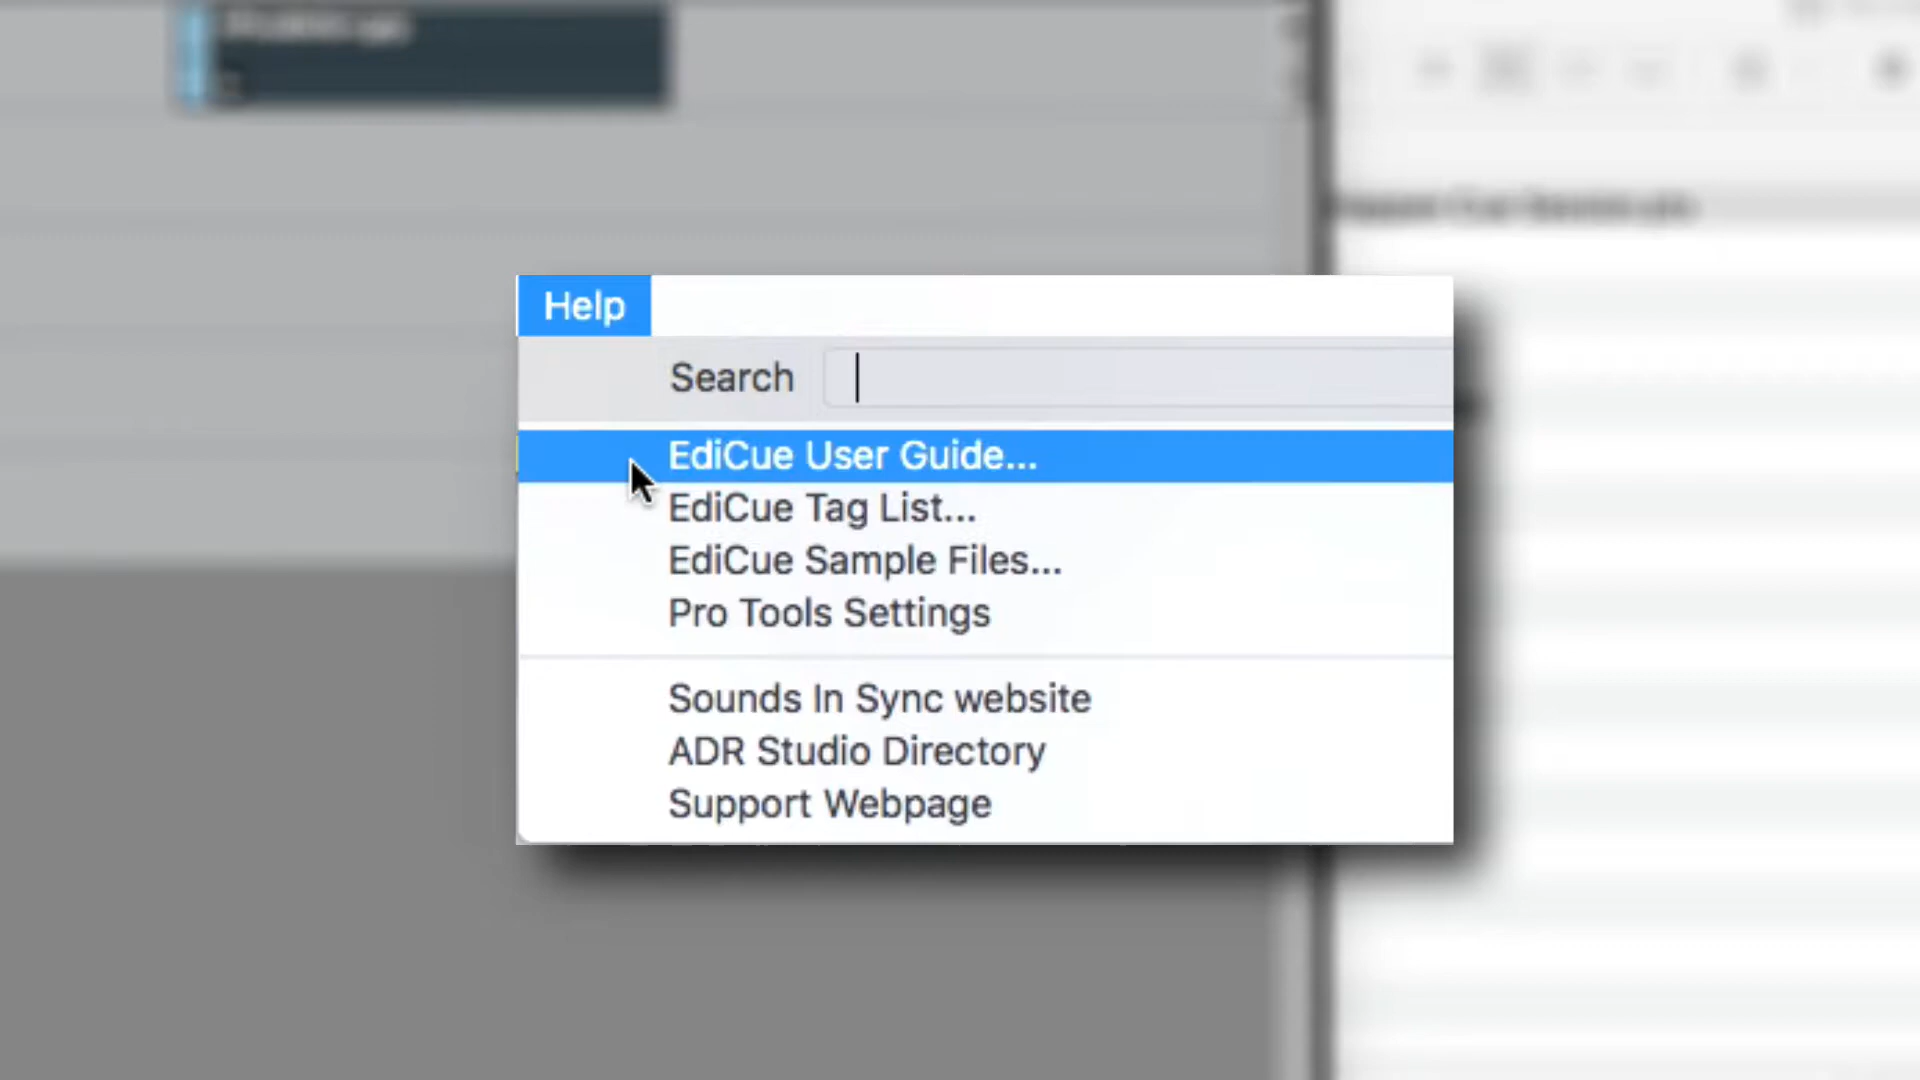 Help
Search
EdiCue User Guide...
EdiCue Tag List...
EdiCue Sample Files...
Pro Tools Settings
Sounds In Sync website
ADR Studio Directory
Support Webpage